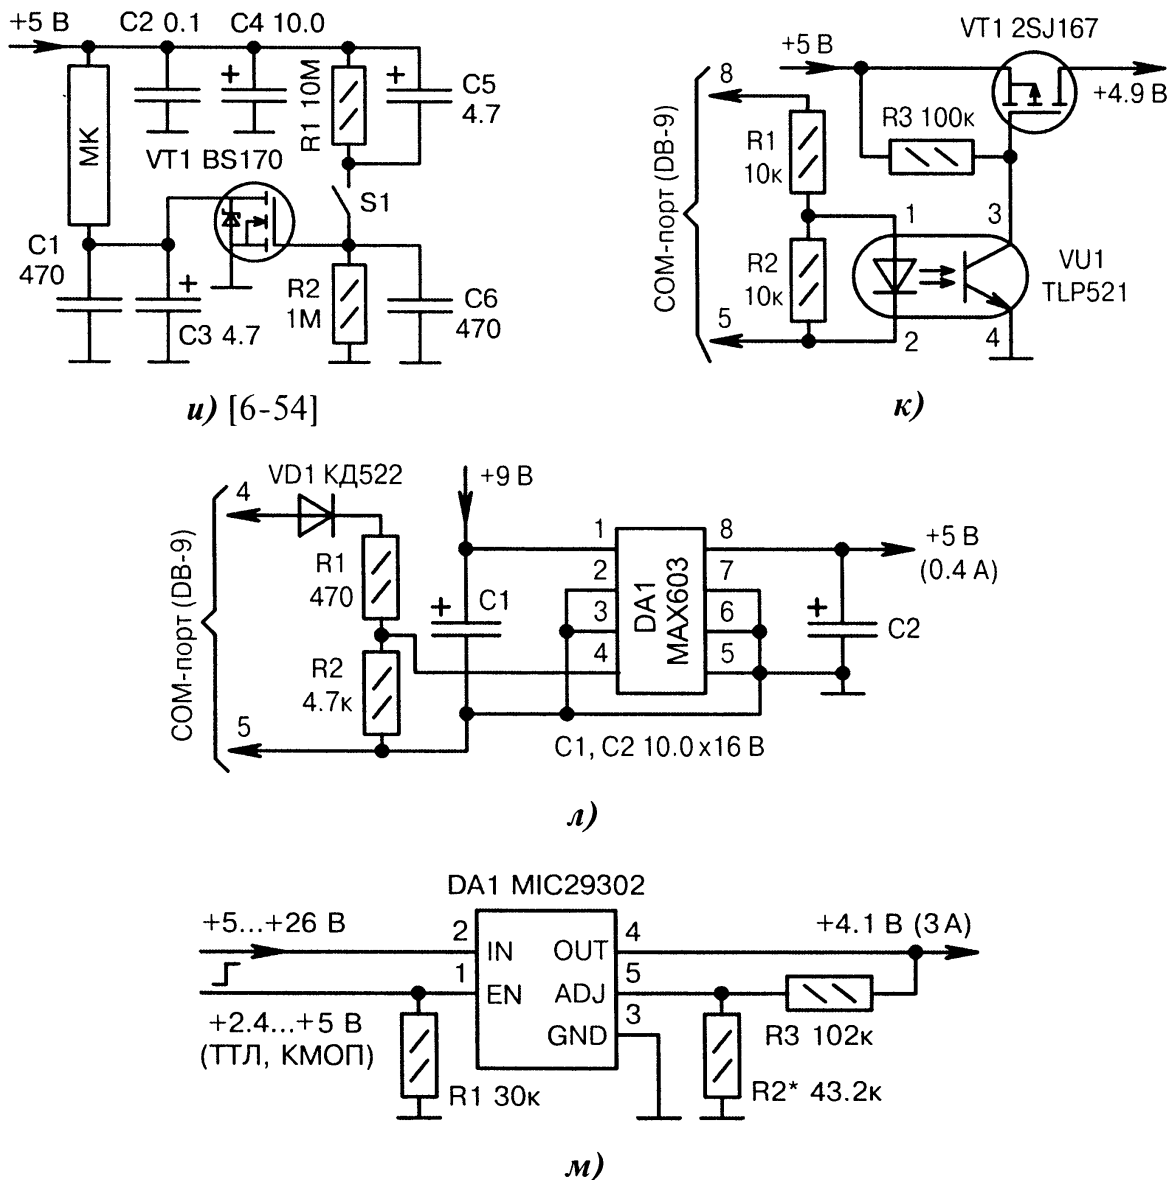 +5 В
C2 0.1
C4 10.0
МК
R1 10М
C5
4.7
VT1 BS170
S1
C1
470
C3 4.7
R2
1М
C6
470
и) [6-54]
VT1 2SJ167
+5 В
+4.9 В
8
R1
10к
R3 100к
COM-порт (DB-9)
1
3
R2
10к
VU1
TLP521
5
2
4
к)
VD1 КД522
+9 В
4
R1
470
COM-порт (DB-9)
C1
R2
4.7к
5
1
2
3
4
DA1
MAX603
8
7
6
5
+5 В
(0.4 А)
C2
C1, C2 10.0x16 В
л)
DA1 MIC29302
+5...+26 В
2
IN
OUT
4
+4.1 В (3 А)
1
EN
ADJ
5
+2.4...+5 В
(ТТЛ, КМОП)
GND
3
R3 102к
R1 30к
R2* 43.2к
м)